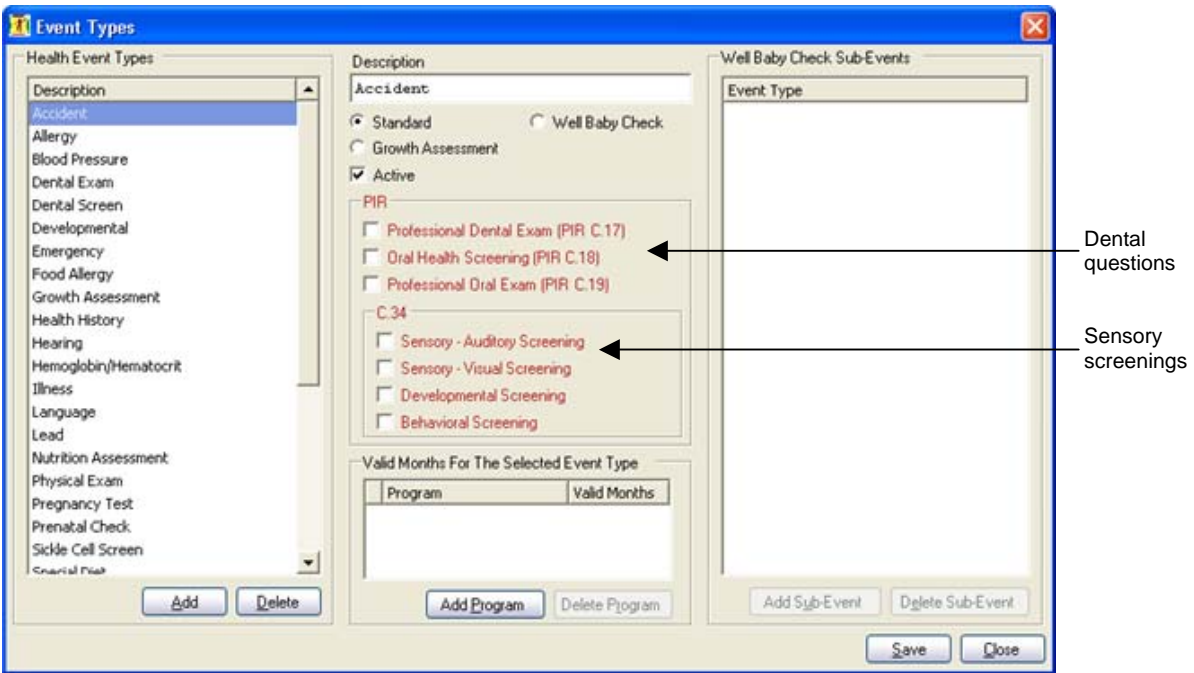 Event Types
Health Event Types
Description
Accident
Allergy
Blood Pressure
Dental Exam
Dental Screen
Developmental
Emergency
Food Allergy
Growth Assessment
Health History
Hearing
Hemoglobin/Hematocrit
Illness
Language
Lead
Nutrition Assessment
Physical Exam
Pregnancy Test
Prenatal Check
Sickle Cell Screen
Special Diet
Add Delete
Description
Accident
Standard Well Baby Check
Growth Assessment
Active
PIR
Professional Dental Exam (PIR C.17)
Oral Health Screening (PIR C.18)
Professional Oral Exam (PIR C.19)
C.34
Sensory - Auditory Screening
Sensory - Visual Screening
Developmental Screening
Behavioral Screening
Valid Months For The Selected Event Type
Program Valid Months
Add Program Delete Program
Well Baby Check Sub-Events
Event Type
Add Sub-Event Delete Sub-Event
Save Close
Dental
questions
Sensory
screenings